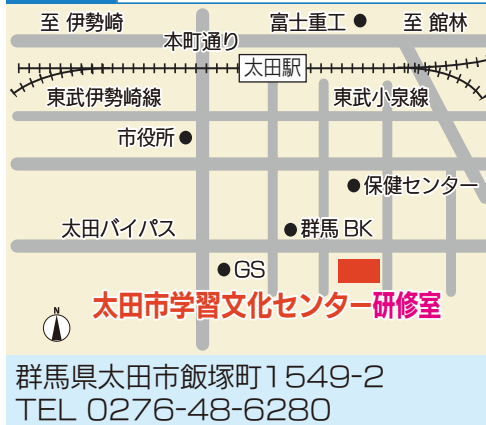 至 伊勢崎
富士重工
至 館林
本町通り
太田駅
東武伊勢崎線
東武小泉線
市役所
保健センター
太田バイパス
群馬 BK
GS
太田市学習文化センター研修室
N
群馬県太田市飯塚町1549-2
TEL 0276-48-6280